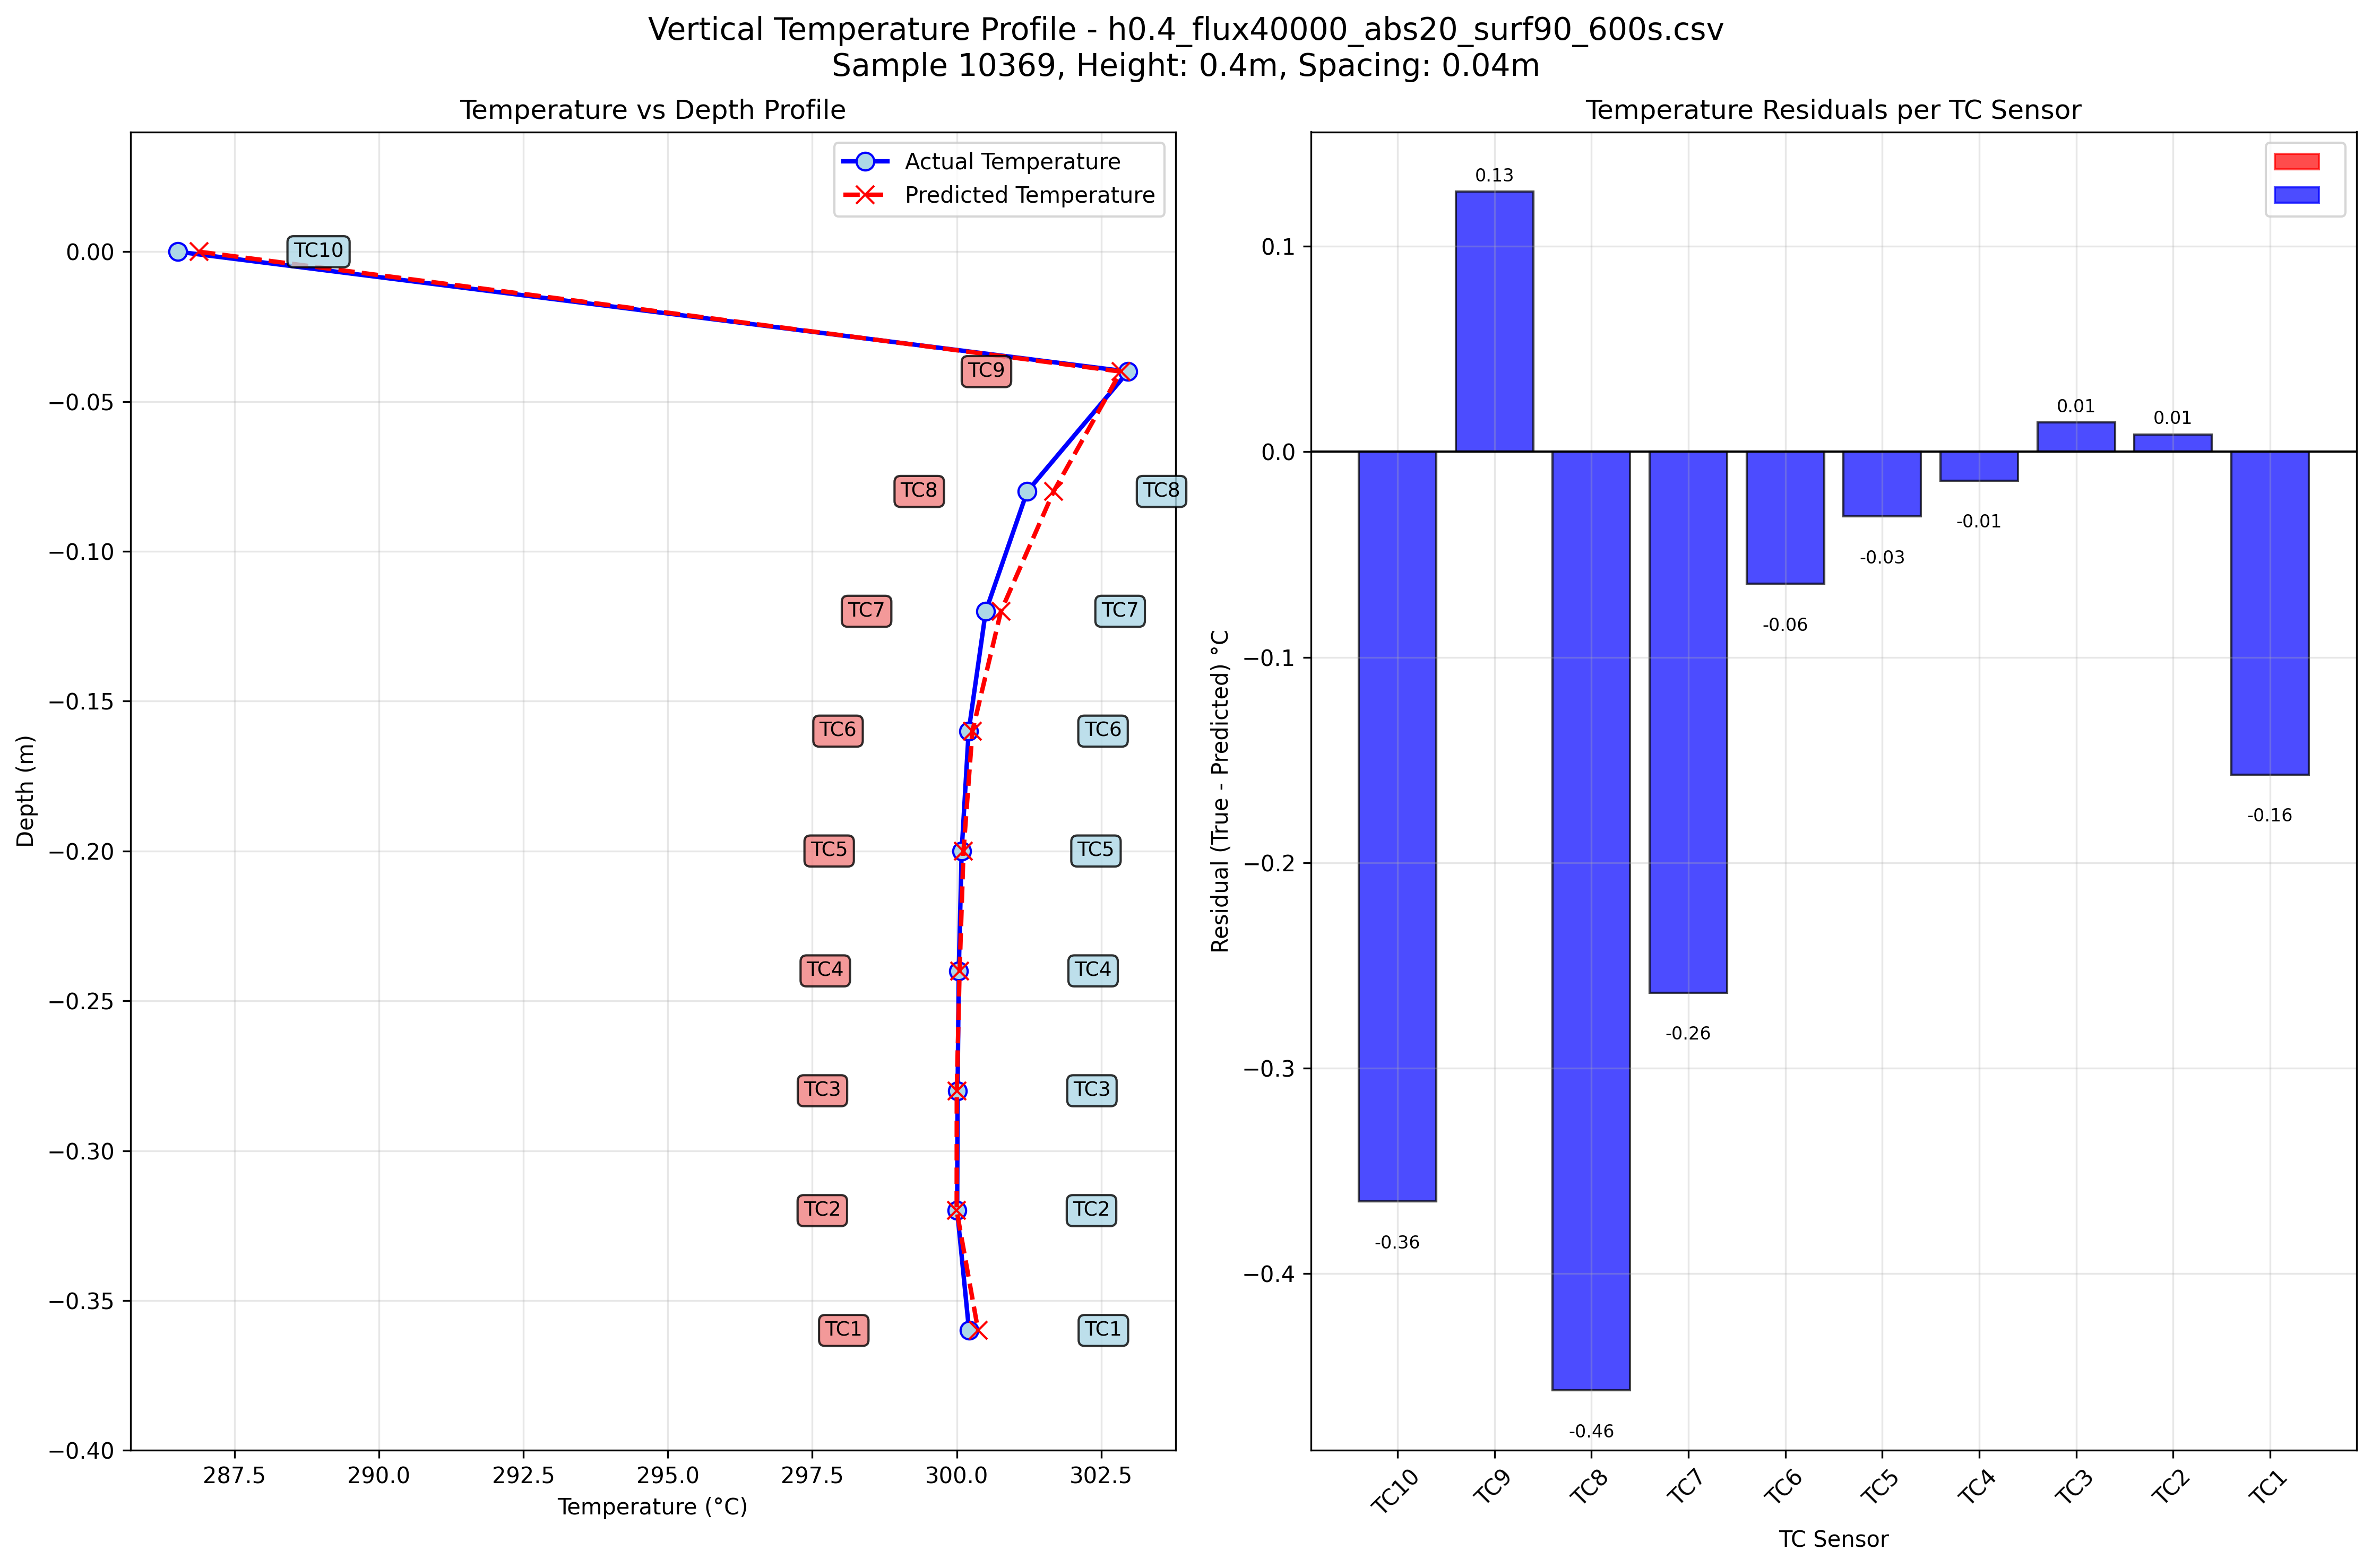 Vertical Temperature Profile - h0.4_flux40000_abs20_surf90_600s.csv
Sample 10369, Height: 0.4m, Spacing: 0.04m
Temperature vs Depth Profile
Actual Temperature
Predicted Temperature
TC10
TC9
TC8
TC8
TC7
TC7
TC6
TC6
TC5
TC5
TC4
TC4
TC3
TC3
TC2
TC2
TC1
TC1
0.00
−0.05
−0.10
−0.15
−0.20
−0.25
−0.30
−0.35
−0.40
Depth (m)
287.5
290.0
292.5
295.0
297.5
300.0
302.5
Temperature (°C)
Temperature Residuals per TC Sensor
0.1
0.0
−0.1
−0.2
−0.3
−0.4
Residual (True - Predicted) °C
-0.36
0.13
-0.46
-0.26
-0.06
-0.03
-0.01
0.01
0.01
-0.16
TC10
TC9
TC8
TC7
TC6
TC5
TC4
TC3
TC2
TC1
TC Sensor